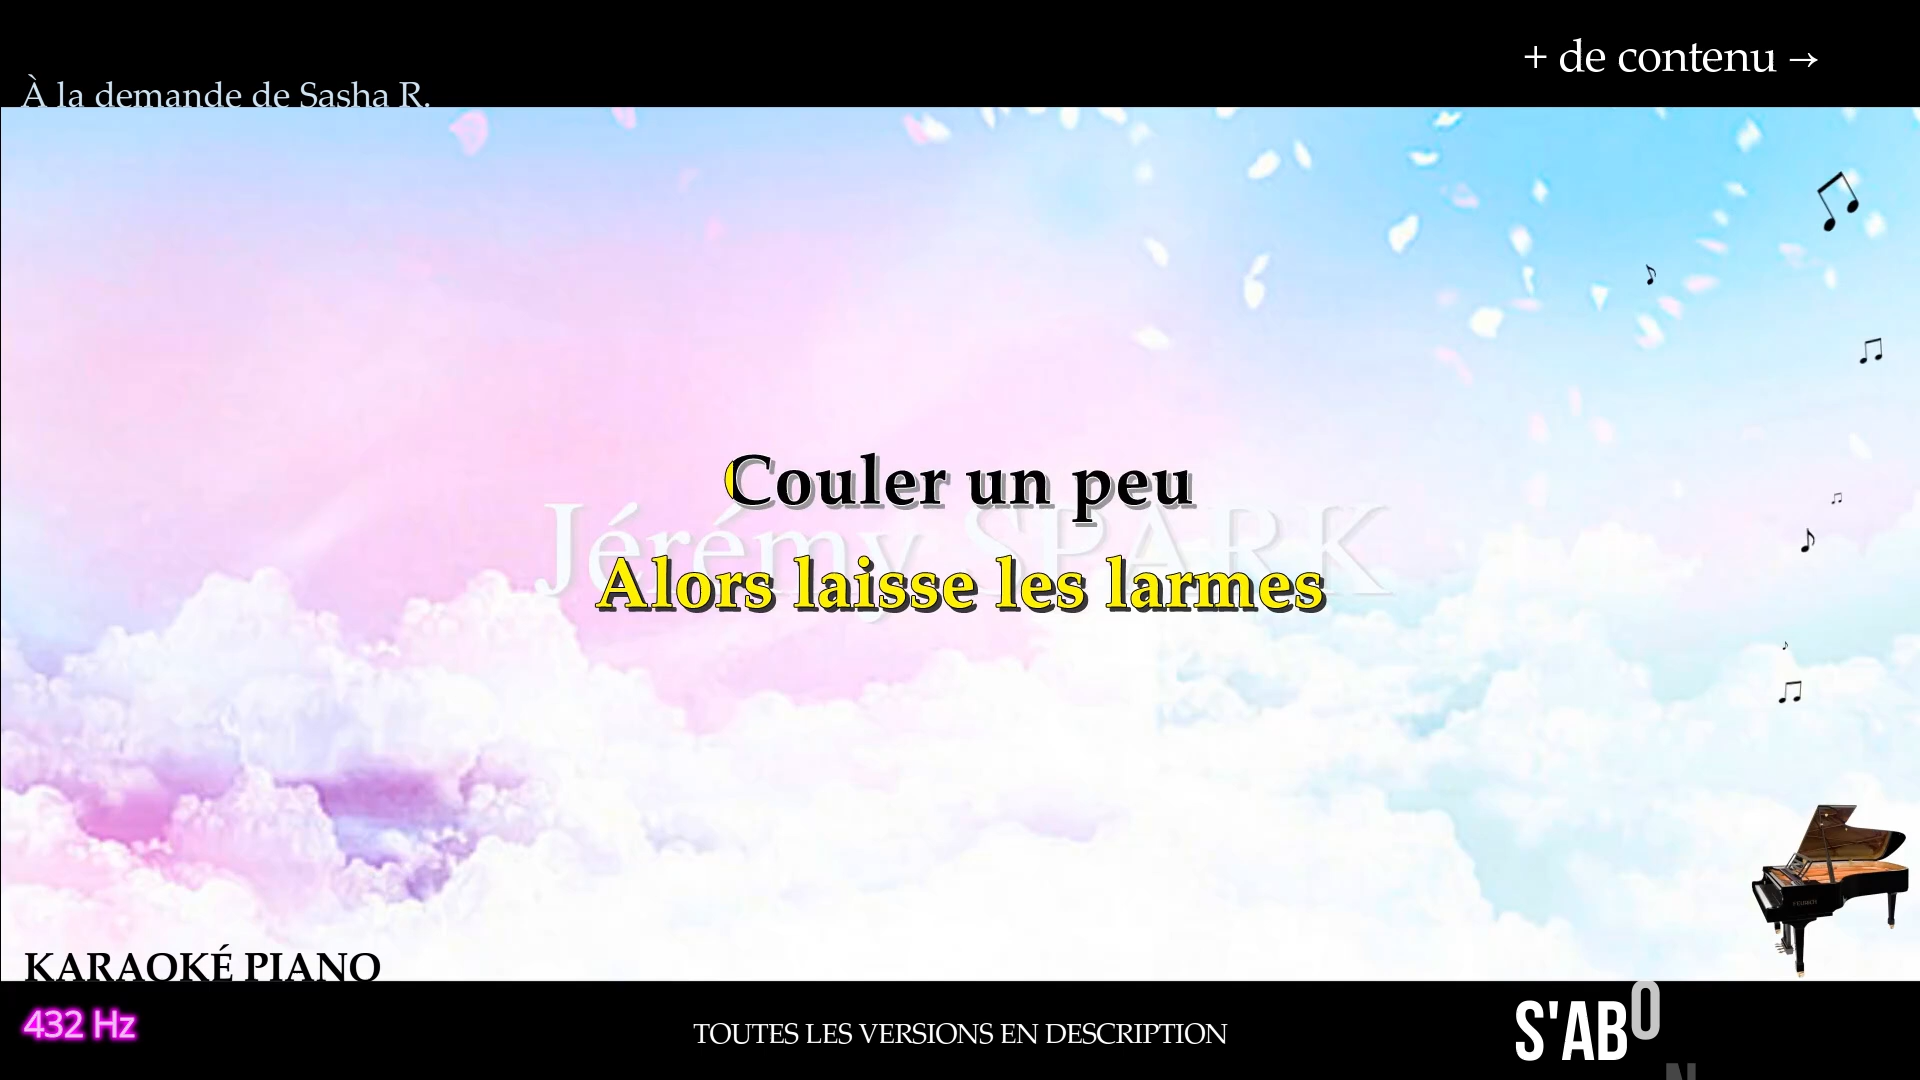 + de contenu →
À la demande de Sasha R.
Couler un peu
Jérémy SPARK
Alors laisse les larmes
KARAOKÉ PIANO
432 Hz
TOUTES LES VERSIONS EN DESCRIPTION
S'ABON